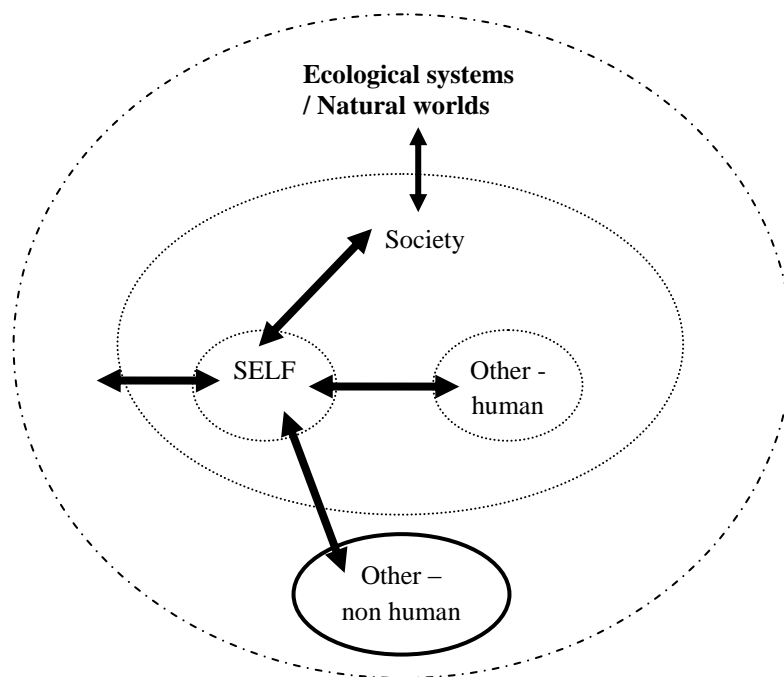 Ecological systems
/ Natural worlds
Society
SELF
Other -
human
Other –
non human